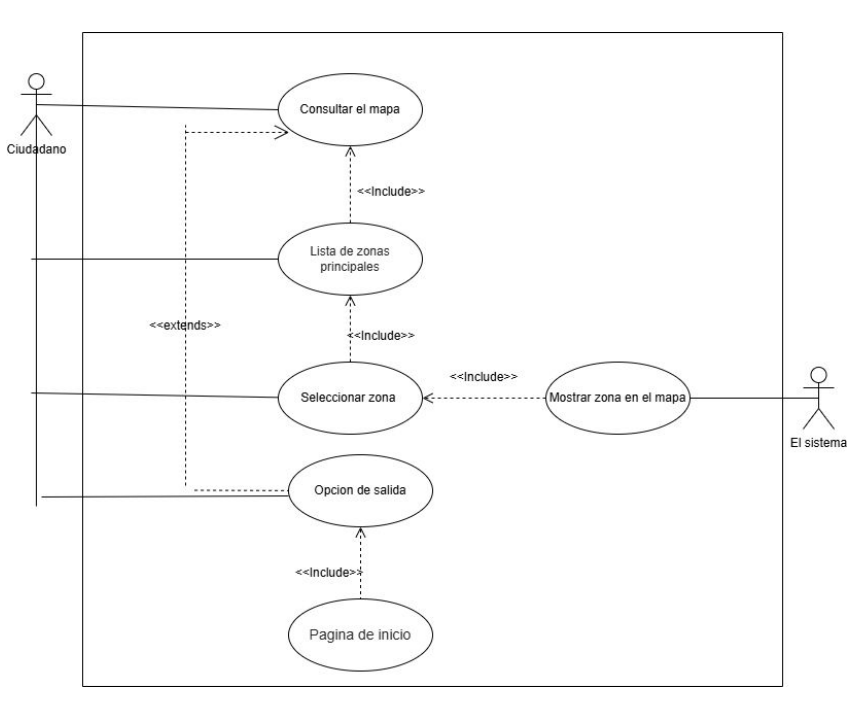 Consultar el mapa
Ciudadano
<<Include>>
Lista de zonas
principales
<<extends>>
<<Include>>
<<Include>>
Seleccionar zona
Mostrar zona en el mapa
El sistema
Opcion de salida
<<Include>>
Pagina de inicio